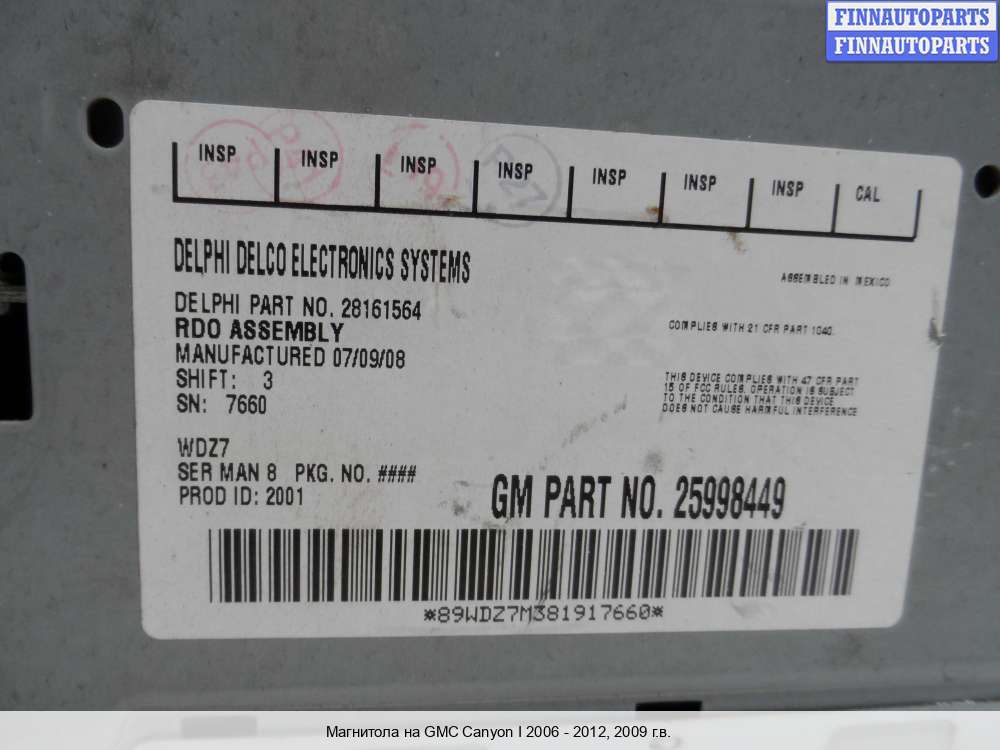 FINNAUTOPARTS
FINNAUTOPARTS
INSP INSP INSP INSP INSP INSP INSP CAL
DELPHI DELCO ELECTRONICS SYSTEMS
ASSEMBLED IN MEXICO
DELPHI PART NO. 28161564
RDO ASSEMBLY
COMPLIES WITH 21 CFR PART 1040.
MANUFACTURED 07/09/08
SHIFT: 3
SN: 7660
THIS DEVICE COMPLIES WITH 47 CFR PART
15 OF FCC RULES. OPERATION IS SUBJECT
TO THE CONDITION THAT THIS DEVICE
DOES NOT CAUSE HARMFUL INTERFERENCE
WDZ7
SER MAN 8 PKG. NO. ####
PROD ID: 2001
GM PART NO. 25998449
*89WDZ7M381917660*
Магнитола на GMC Canyon I 2006 - 2012, 2009 г.в.